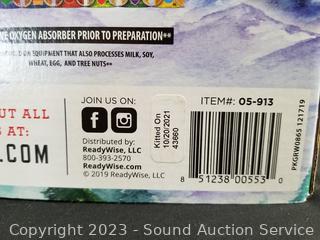 E OXYGEN ABSORBER PRIOR TO PREPARATION**
ON EQUIPMENT THAT ALSO PROCESSES MILK, SOY,
WHEAT, EGG, AND TREE NUTS**
UT ALL
S AT:
.COM
JOIN US ON:
f
Distributed by:
ReadyWise, LLC
800-393-2570
ReadyWise.com
© 2019 ReadyWise, LLC
Kitted On
10/20/2021
43660
ITEM#: 05-913
8 51238 00553 0
PKGRW0865 121719
Copyright 2023 - Sound Auction Service